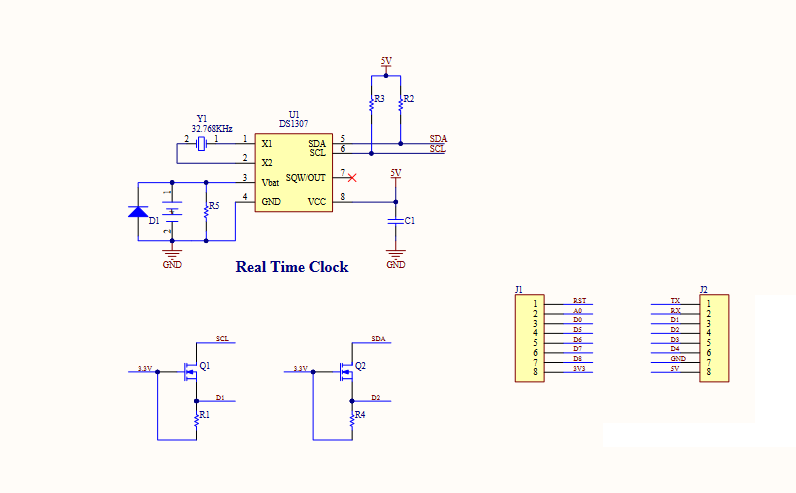 5V
R3
R2
Y1
32.768KHz
2
1
U1
DS1307
1
X1
SDA
5
SDA
SCL
6
SCL
2
X2
3
Vbat
SQW/OUT
7
5V
4
GND
VCC
8
1
2
D1
R5
C1
GND
GND
Real Time Clock
J1
1
RST
2
A0
3
D0
4
D5
5
D6
6
D7
7
D8
8
3V3
J2
TX
1
RX
2
D1
3
D2
4
D3
5
D4
6
GND
7
5V
8
SCL
3.3V
Q1
D1
R1
SDA
3.3V
Q2
D2
R4